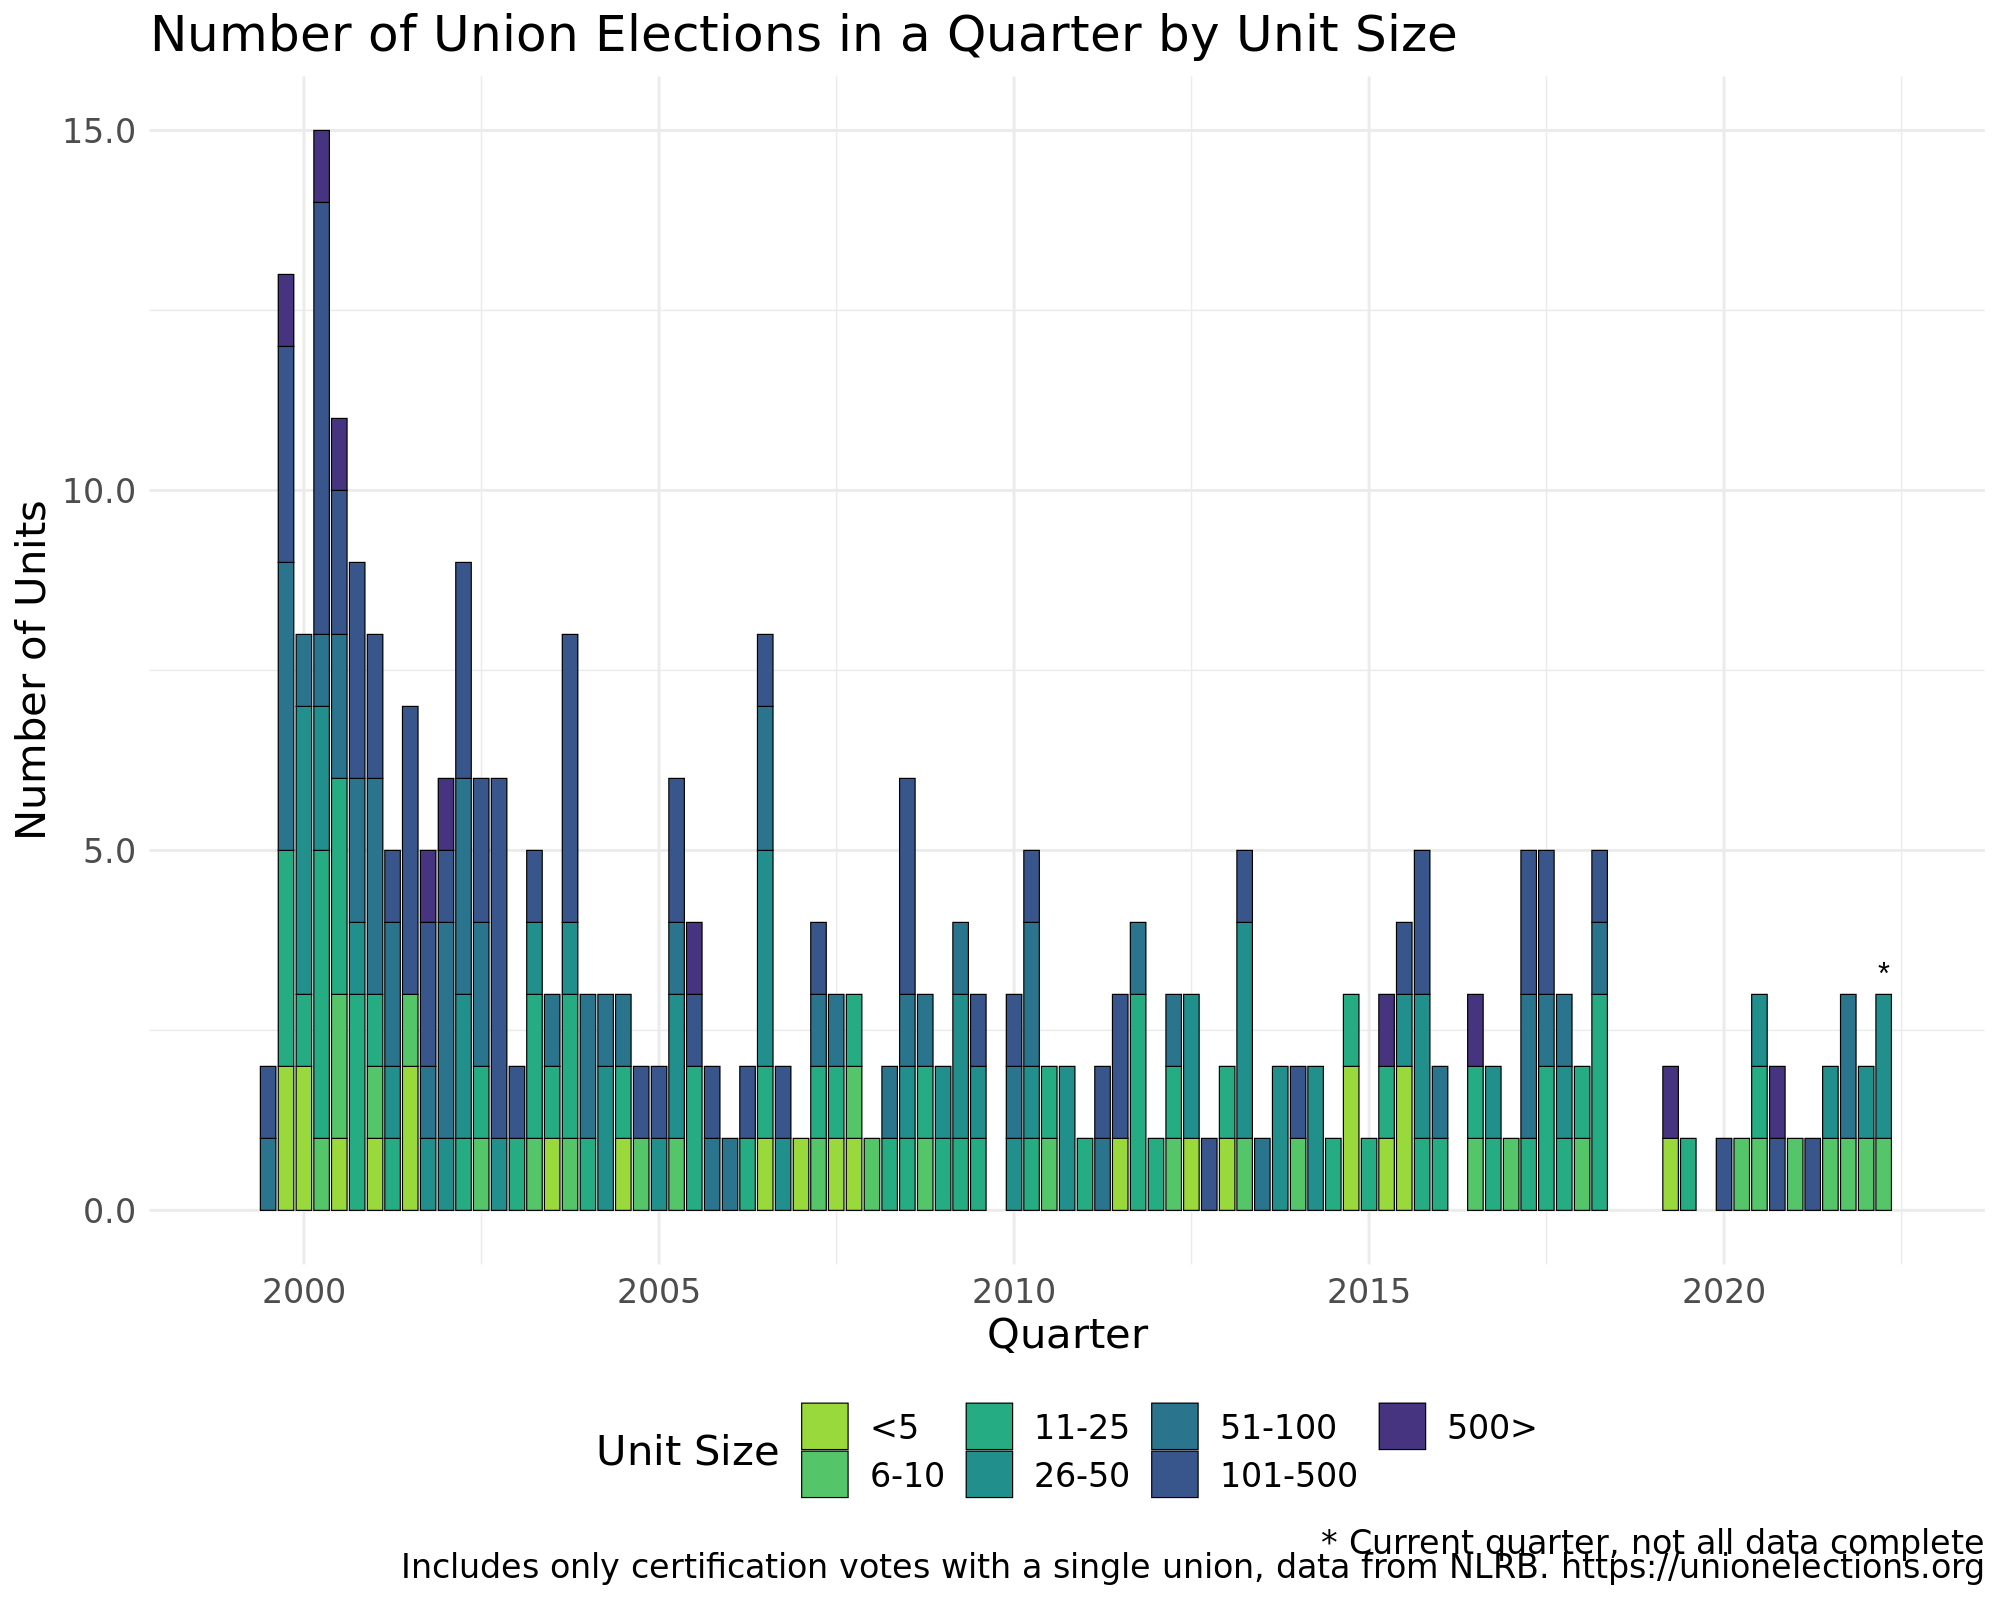 Number of Union Elections in a Quarter by Unit Size
Number of Units
15.0
10.0
5.0
0.0
*
2000 2005 2010 2015 2020
Quarter
Unit Size
<5 11-25 51-100 500>
6-10 26-50 101-500
* Current quarter, not all data complete
Includes only certification votes with a single union, data from NLRB. https://unionelections.org